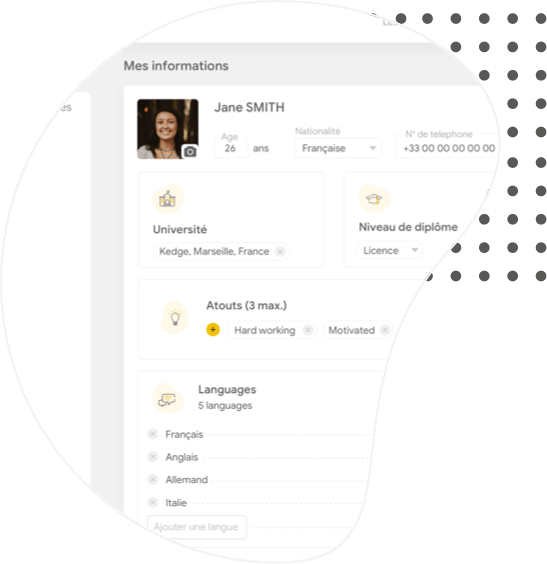 Mes informations
Jane SMITH
Age
26 ans
Nationalité
Française
N° de telephone
+33 00 00 00 00 00
Université
Kedge, Marseille, France
Niveau de diplôme
Licence
Atouts (3 max.)
+ Hard working
Motivated
Languages
5 languages
Français
Anglais
Allemand
Italie
Ajouter une langue